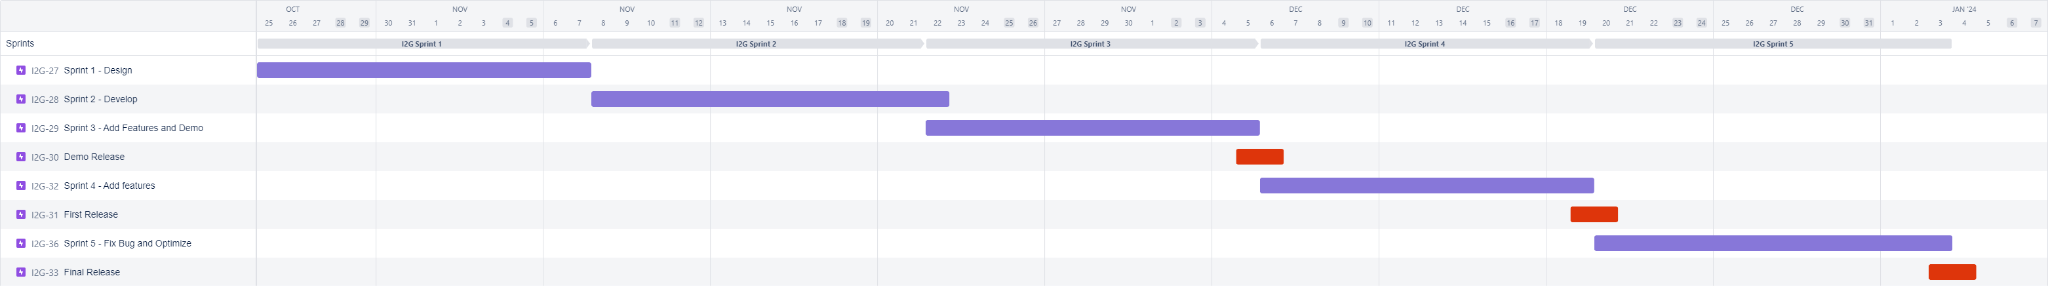 OCT NOV NOV NOV NOV DEC DEC DEC DEC JAN '24
25 26 27 28 29 30 31 1 2 3 4 5 6 7 8 9 10 11 12 13 14 15 16 17 18 19 20 21 22 23 24 25 26 27 28 29 30 1 2 3 4 5 6 7 8 9 10 11 12 13 14 15 16 17 18 19 20 21 22 23 24 25 26 27 28 29 30 31 1 2 3 4 5 6 7
Sprints I2G Sprint 1 I2G Sprint 2 I2G Sprint 3 I2G Sprint 4 I2G Sprint 5
I2G-27 Sprint 1 - Design
I2G-28 Sprint 2 - Develop
I2G-29 Sprint 3 - Add Features and Demo
I2G-30 Demo Release
I2G-32 Sprint 4 - Add features
I2G-31 First Release
I2G-36 Sprint 5 - Fix Bug and Optimize
I2G-33 Final Release